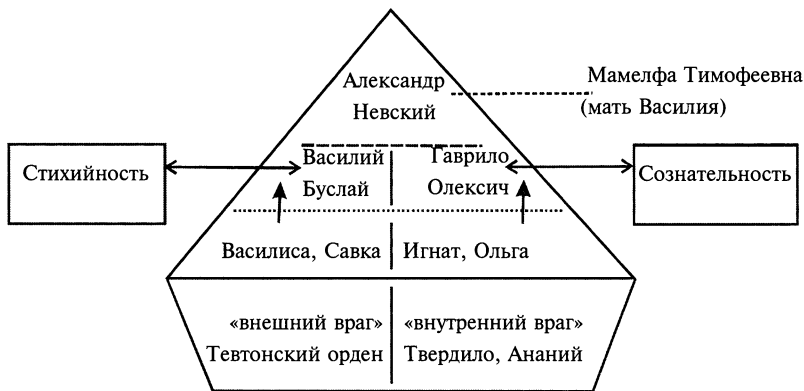 Александр
Невский
Мамелфа Тимофеевна
(мать Василия)
Стихийность
Василий
Буслай
Гаврило
Олексич
Сознательность
Василиса, Савка
Игнат, Ольга
«внешний враг»
Тевтонский орден
«внутренний враг»
Твердило, Ананий